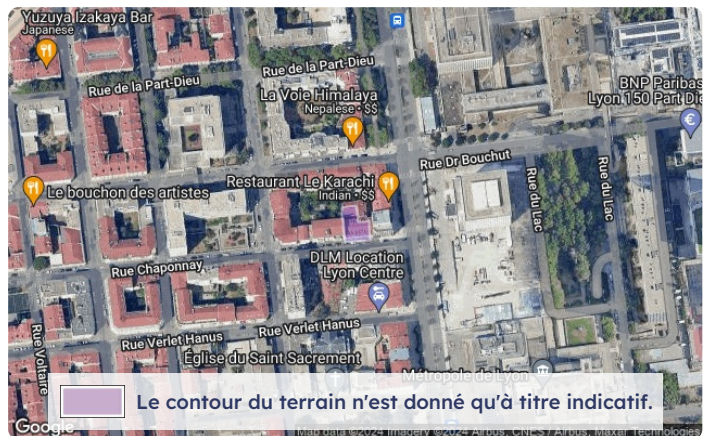 Yuzuya Izakaya Bar
Japanese
Rue de la Part-Dieu
Rue de la Part-Dieu
La Voie Himalaya
Nepalese • $$
BNP Paribas
Lyon 150 Part Die
Rue Dr Bouchut
Le bouchon des artistes
Restaurant Le Karachi
Indian • $$
Rue du Lac
Rue du Lac
Rue Chaponnay
DLM Location
Lyon Centre
Rue Voltaire
Rue Verlet Hanus
Rue Verlet Hanus
Église du Saint Sacrement
Métropole de Lyon
Le contour du terrain n'est donné qu'à titre indicatif.
Google
Map data ©2024 Imagery ©2024 Airbus, CNES / Airbus, Maxar Technologies